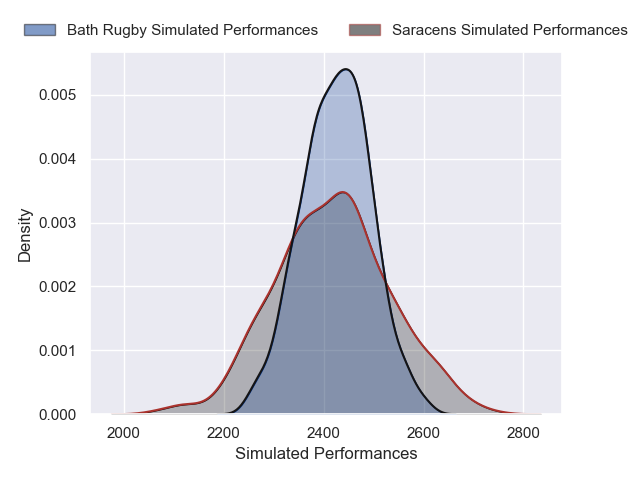 Bath Rugby Simulated Performances Saracens Simulated Performances
0.005
0.004
0.003
0.002
0.001
0.000
Density
2000 2200 2400 2600 2800
Simulated Performances